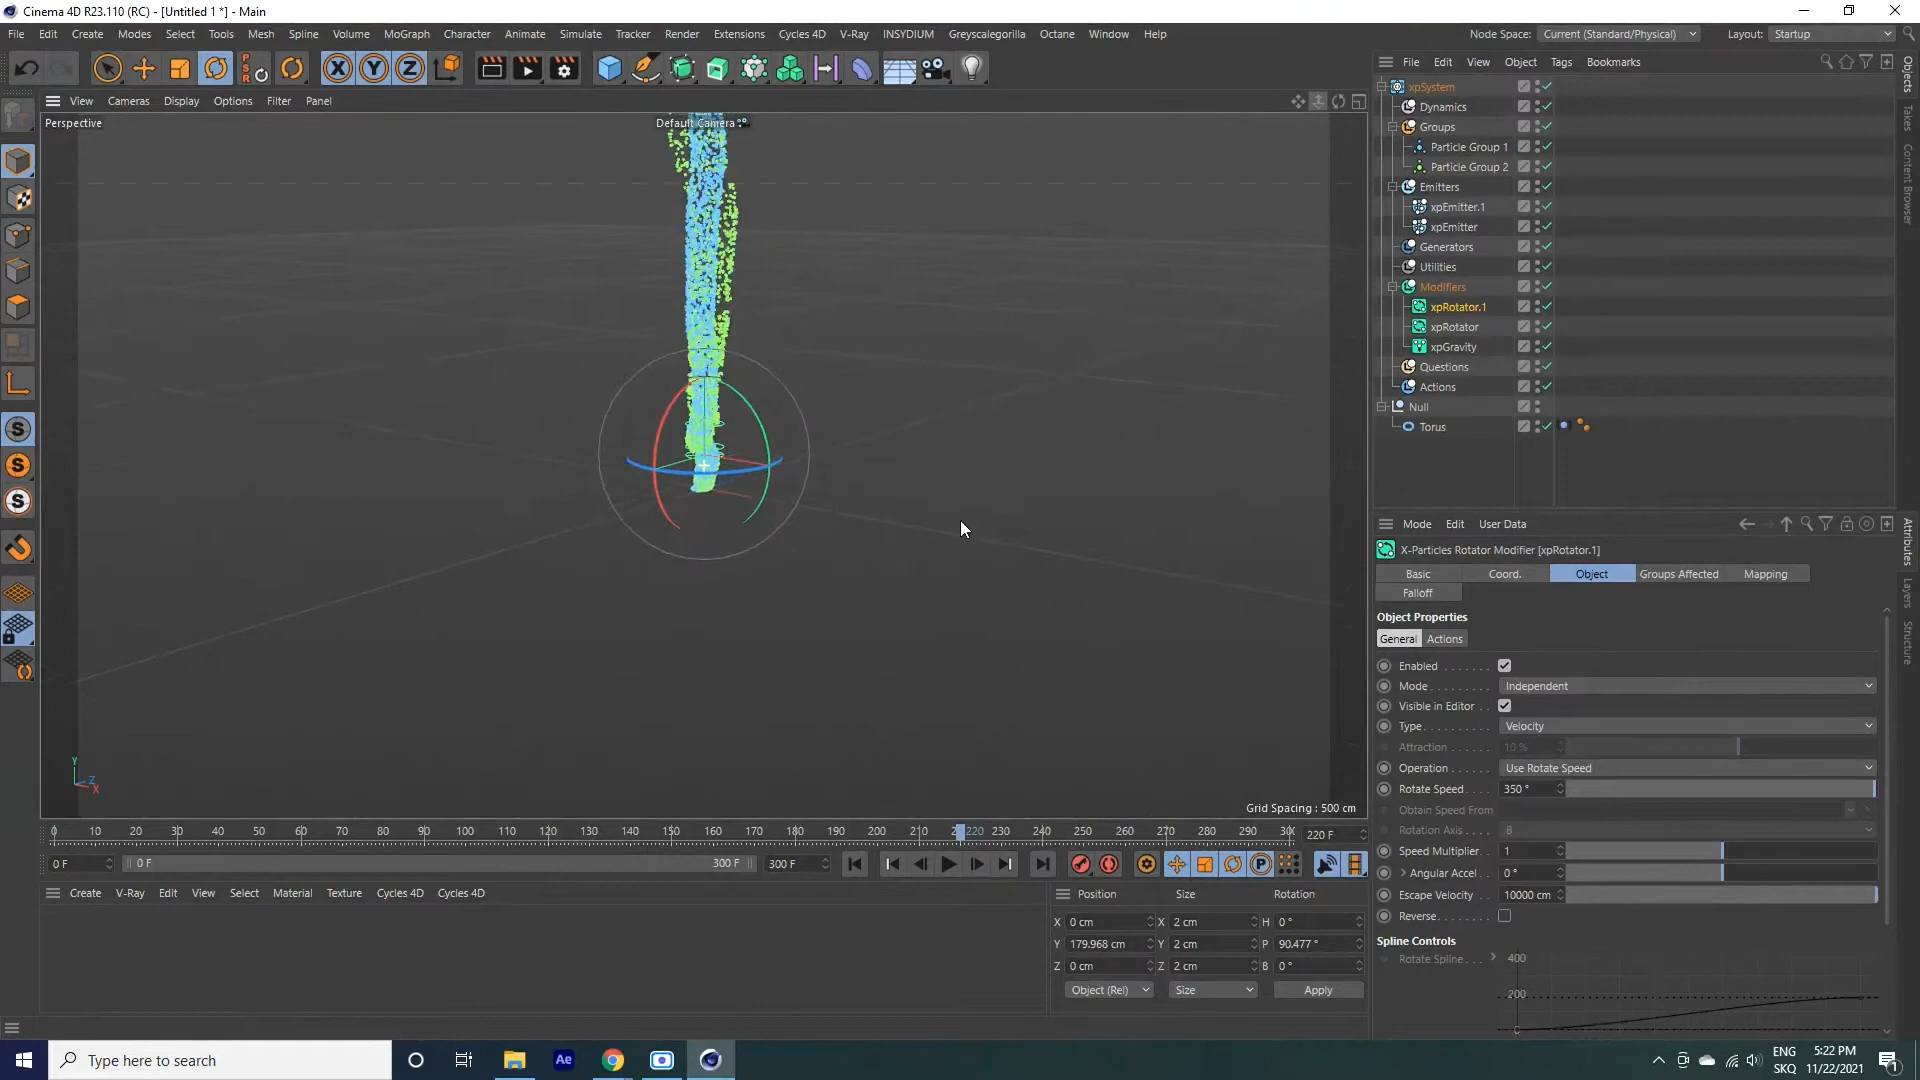 Cinema 4D R23.110 (RC) - [Untitled 1 *] - Main
File Edit Create Modes Select Tools Mesh Spline Volume MoGraph Character Animate Simulate Tracker Render Extensions Cycles 4D V-Ray INSYDIUM Greyscalegorilla Octane Window Help Node Space: Current (Standard/Physical) Layout: Startup
File Edit View Object Tags Bookmarks
View Cameras Display Options Filter Panel
Perspective
Default Camera
xpSystem
Dynamics
Groups
Particle Group 1
Particle Group 2
Emitters
xpEmitter.1
xpEmitter
Generators
Utilities
Modifiers
xpRotator.1
xpRotator
xpGravity
Questions
Actions
Null
Torus
Objects
Takes
Content Browser
Attributes
Layers
Structure
Mode Edit User Data
X-Particles Rotator Modifier [xpRotator.1]
Basic Coord. Object Groups Affected Mapping
Falloff
Object Properties
General Actions
Enabled
Mode Independent
Visible in Editor
Type Velocity
Attraction 10 %
Operation Use Rotate Speed
Rotate Speed 350 °
Obtain Speed From
Rotation Axis B
Speed Multiplier 1
Angular Accel 0 °
Escape Velocity 10000 cm
Reverse
Spline Controls
Rotate Spline 400
200
0
Y
Z
X
Grid Spacing : 500 cm
0 10 20 30 40 50 60 70 80 90 100 110 120 130 140 150 160 170 180 190 200 210 220 230 240 250 260 270 280 290 220 F
0 F 0 F 300 F 300 F
Create V-Ray Edit View Select Material Texture Cycles 4D Cycles 4D
Position Size Rotation
X 0 cm X 2 cm H 0 °
Y 179.968 cm Y 2 cm P 90.477 °
Z 0 cm Z 2 cm B 0 °
Object (Rel) Size Apply
Type here to search
Ae
ENG
SKQ
5:22 PM
11/22/2021
1